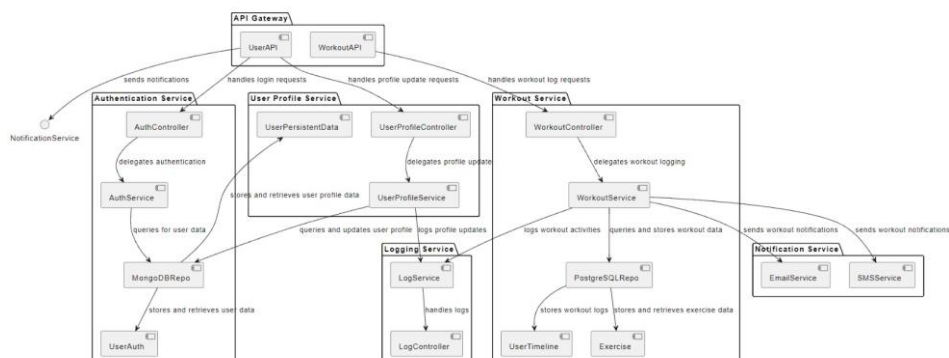 API Gateway
UserAPI
WorkoutAPI
sends notifications
handles login requests
handles profile update requests
handles workout log requests
NotificationService
Authentication Service
User Profile Service
Workout Service
AuthController
UserPersistentData
UserProfileController
WorkoutController
delegates authentication
delegates profile update
delegates workout logging
AuthService
stores and retrieves user profile data
UserProfileService
WorkoutService
queries for user data
queries and updates user profile
logs profile updates
logs workout activities
queries and stores workout data
sends workout notifications
sends workout notifications
Logging Service
Notification Service
MongoDBRepo
LogService
PostgreSQLRepo
EmailService
SMSService
stores and retrieves user data
handles logs
stores workout logs
stores and retrieves exercise data
UserAuth
LogController
UserTimeline
Exercise